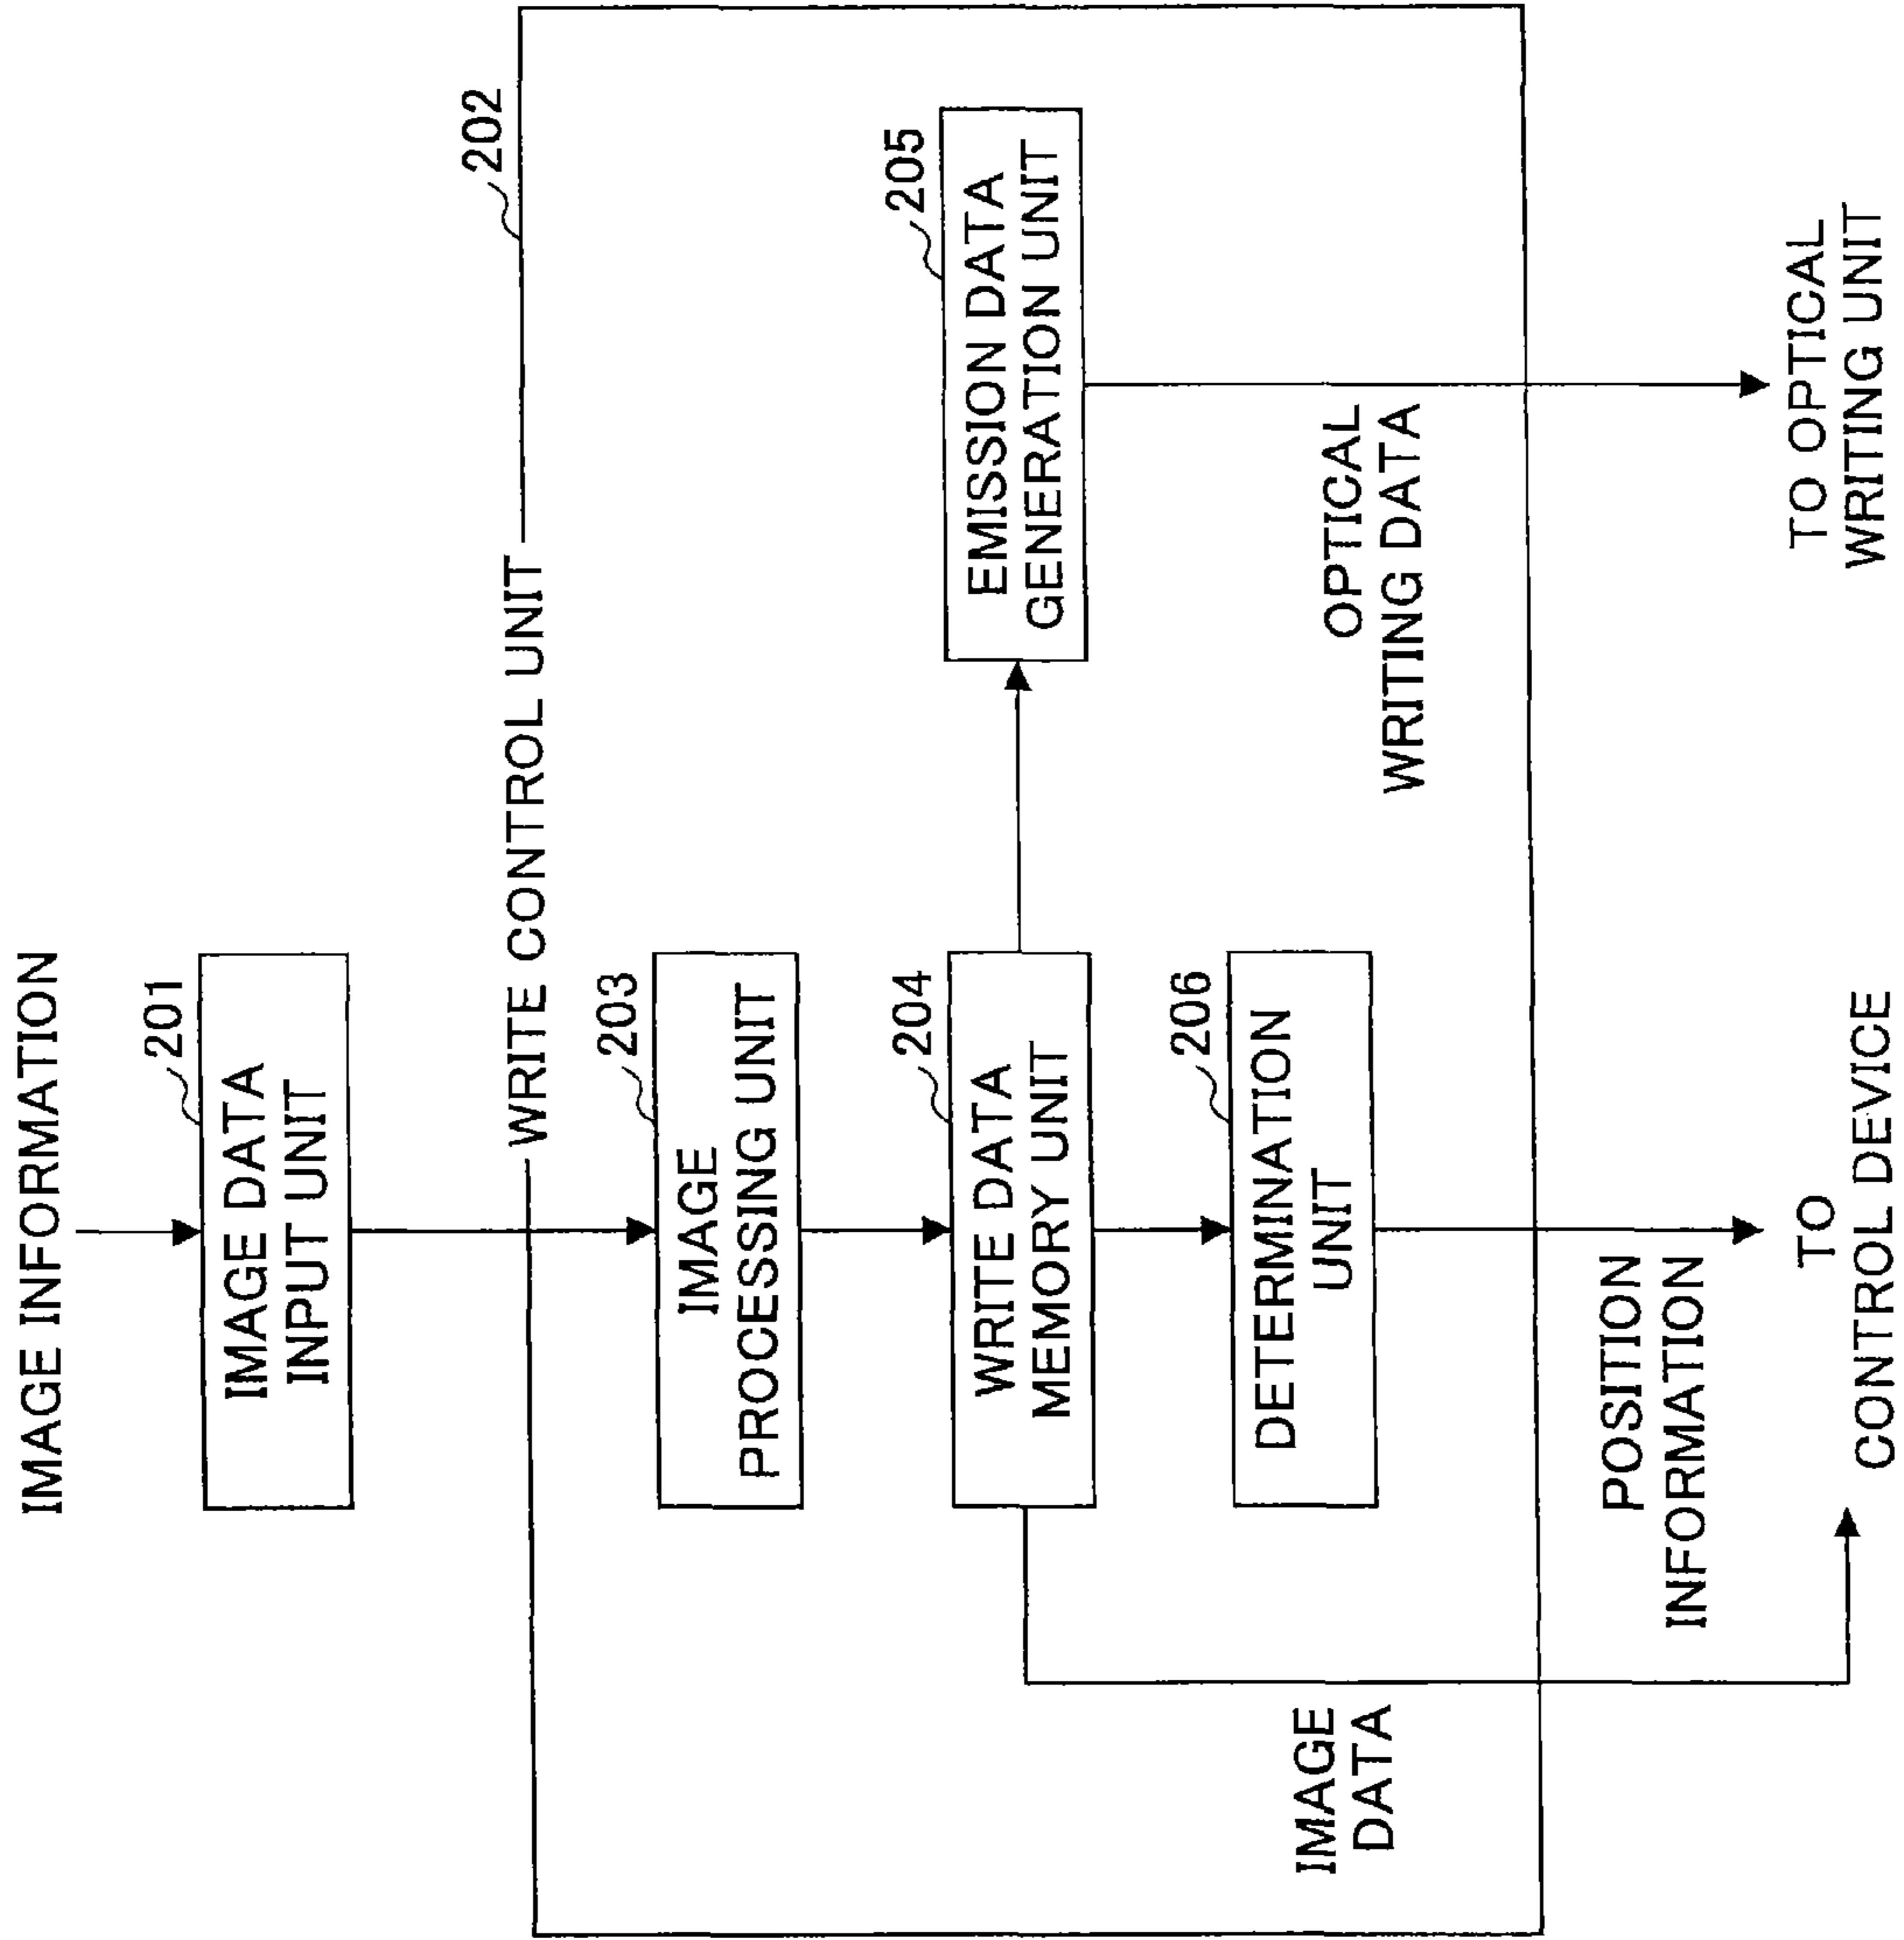 IMAGE INFORMATION
201
IMAGE DATA
INPUT UNIT
202
WRITE CONTROL UNIT
203
IMAGE
PROCESSING UNIT
204
WRITE DATA
MEMORY UNIT
205
EMISSION DATA
GENERATION UNIT
206
DETERMINATION
UNIT
IMAGE
DATA
OPTICAL
WRITING DATA
POSITION
INFORMATION
TO
CONTROL DEVICE
TO OPTICAL
WRITING UNIT